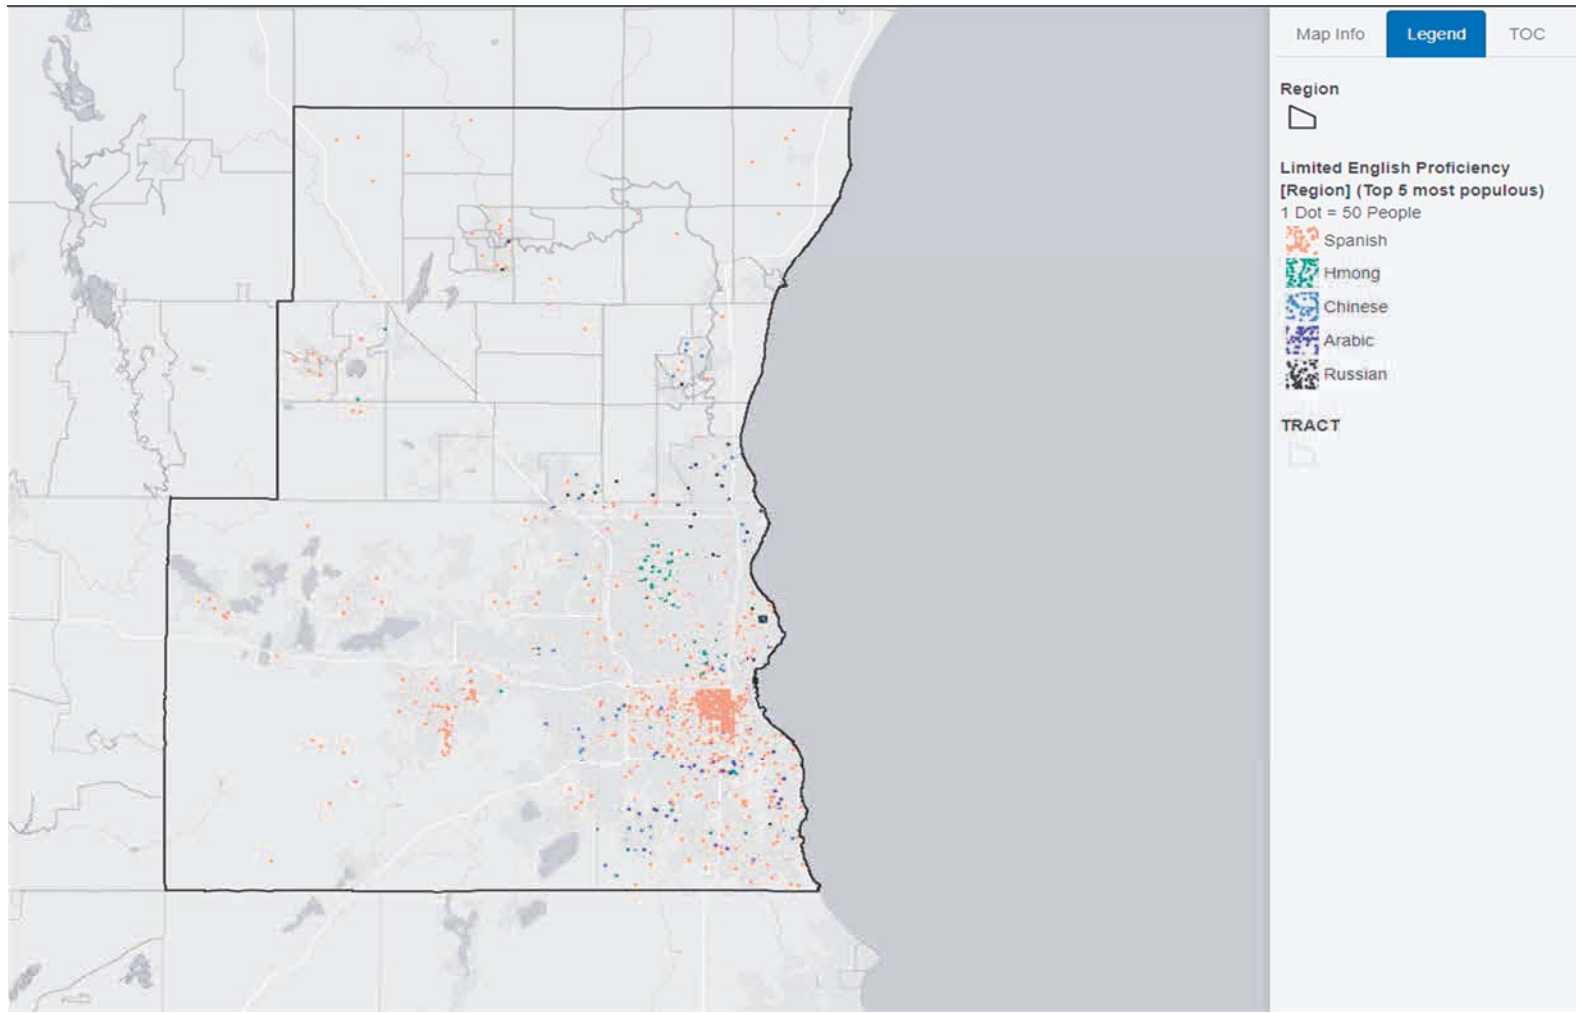 Map Info Legend TOC
Region
Limited English Proficiency
[Region] (Top 5 most populous)
1 Dot = 50 People
Spanish
Hmong
Chinese
Arabic
Russian
TRACT